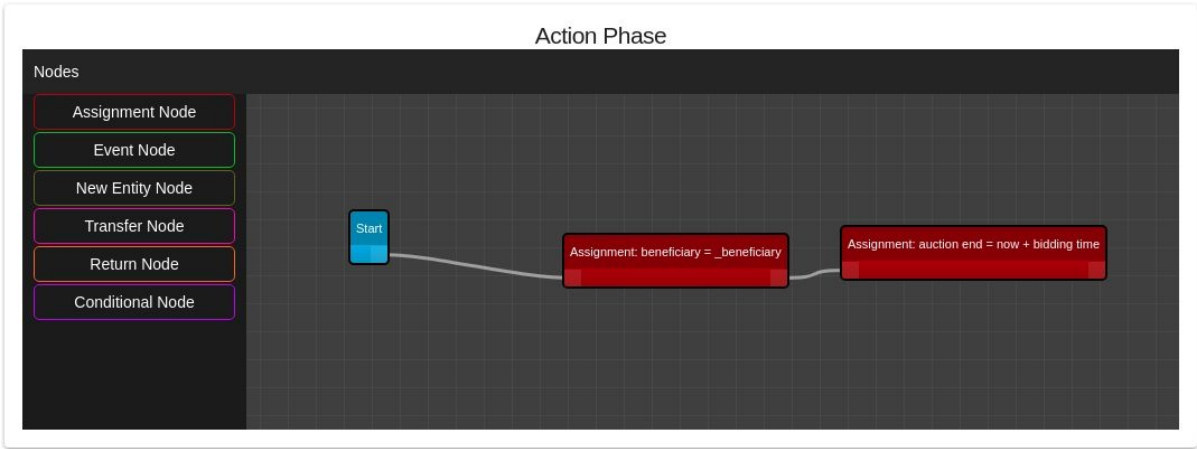 Action Phase
Nodes
Assignment Node
Event Node
New Entity Node
Transfer Node
Return Node
Conditional Node
Start
Assignment: beneficiary = _beneficiary
Assignment: auction end = now + bidding time